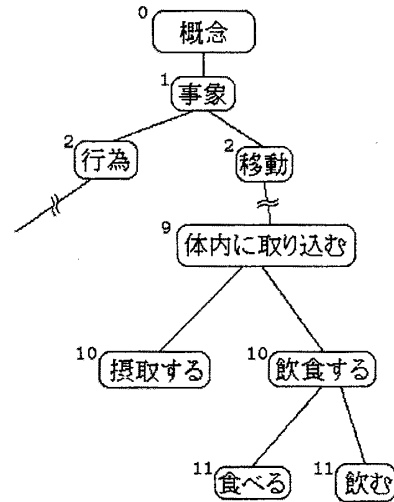 0 概念
1 事象
2 行為 2 移動
9 体内に取り込む
10 摂取する 10 飲食する
11 食べる 11 飲む